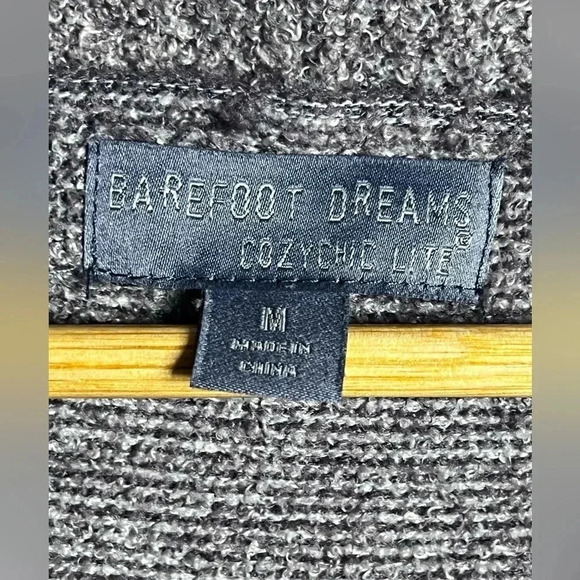 BAREFOOT DREAMS®
COZYCHIC LITE®
M
MADE IN
CHINA